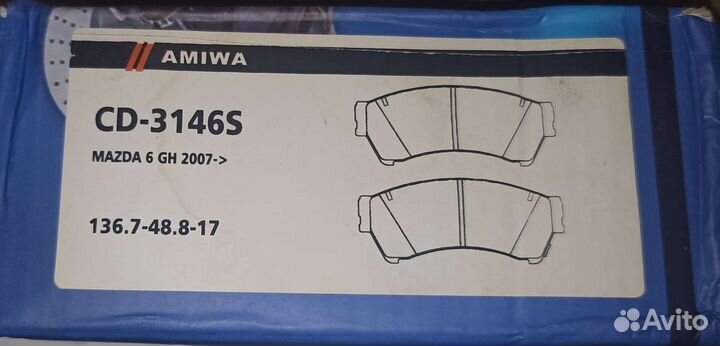 AMIWA
CD-3146S
MAZDA 6 GH 2007->
136.7-48.8-17
Avito